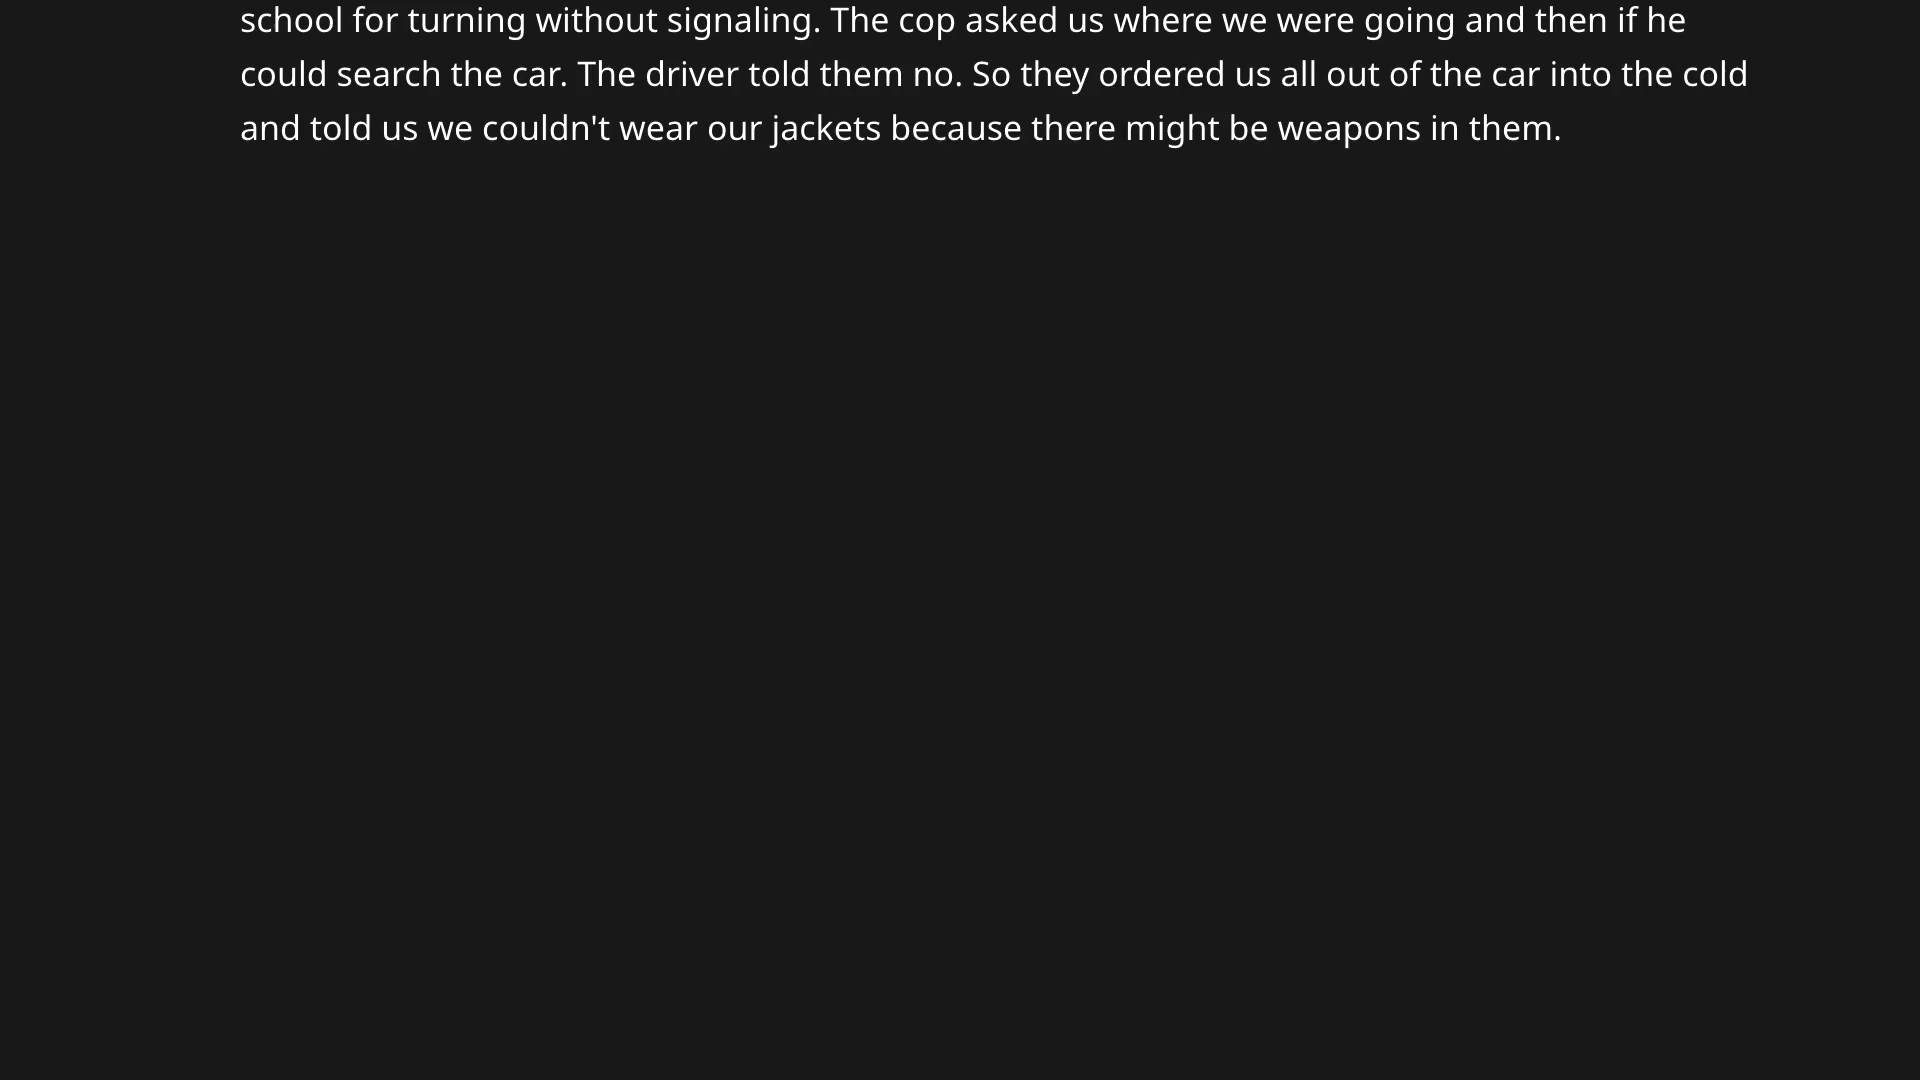 school for turning without signaling. The cop asked us where we were going and then if he
could search the car. The driver told them no. So they ordered us all out of the car into the cold
and told us we couldn't wear our jackets because there might be weapons in them.